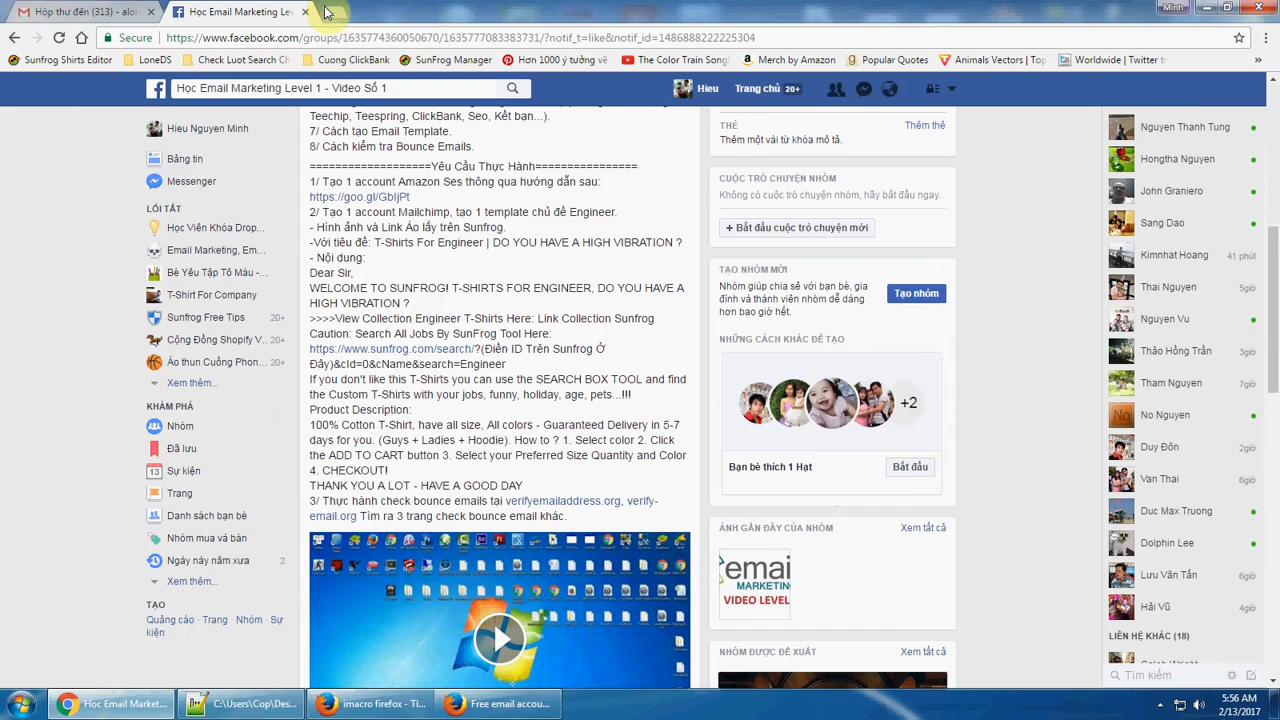 Hộp thư đến (313) - alon
Học Email Marketing Lev
Minh
Secure
https://www.facebook.com/groups/1635774360050670/1635777083383731/?notif_t=like&notif_id=1486888222225304
Sunfrog Shirts Editor
LoneDS
Check Luot Search Ch
Cuong ClickBank
SunFrog Manager
Hơn 1000 ý tưởng về
The Color Train Song!
Merch by Amazon
Popular Quotes
Animals Vectors | Top
Worldwide | Twitter tr
Học Email Marketing Level 1 - Video Số 1
Hieu
Trang chủ 20+
Hieu Nguyen Minh
Bảng tin
Messenger
LỐI TẮT
Học Viên Khóa Drop...
Email Marketing, Em...
Bé Yêu Tập Tô Màu -...
T-Shirt For Company
Sunfrog Free Tips 20+
Cộng Đồng Shopify V... 20+
Áo thun Cuồng Phon... 20+
Xem thêm...
KHÁM PHÁ
Nhóm
Đã lưu
13 Sự kiện
Trang
Danh sách bạn bè
Nhóm mua và bán
Ngày này năm xưa 2
Xem thêm...
TẠO
Quảng cáo · Trang · Nhóm · Sự
kiện
Teechip, Teespring, ClickBank, Seo, Kết bạn...).
7/ Cách tạo Email Template.
8/ Cách kiểm tra Bounce Emails.
====================Yêu Cầu Thực Hành=================
1/ Tạo 1 account Amazon Ses thông qua hướng dẫn sau:
https://goo.gl/GbIjPt
2/ Tạo 1 account Mailchimp, tạo 1 template chủ đề Engineer.
- Hình ảnh và Link Áo lấy trên Sunfrog.
-Với tiêu đề: T-Shirts For Engineer | DO YOU HAVE A HIGH VIBRATION ?
- Nội dung:
Dear Sir,
WELCOME TO SUNFROG! T-SHIRTS FOR ENGINEER, DO YOU HAVE A
HIGH VIBRATION ?
>>>>View Collection Engineer T-Shirts Here: Link Collection Sunfrog
Caution: Search All Jobs By SunFrog Tool Here:
https://www.sunfrog.com/search/?(Điền ID Trên Sunfrog Ở
Đây)&cId=0&cName&search=Engineer
If you don't like this T-Shirts you can use the SEARCH BOX TOOL and find
the Custom T-Shirts with your jobs, funny, holiday, age, pets...!!!
Product Description:
100% Cotton T-Shirt, have all size, All colors - Guaranteed Delivery in 5-7
days for you. (Guys + Ladies + Hoodie). How to ? 1. Select color 2. Click
the ADD TO CART button 3. Select your Preferred Size Quantity and Color
4. CHECKOUT!
THANK YOU A LOT - HAVE A GOOD DAY
3/ Thực hành check bounce emails tại verifyemailaddress.org, verify-
email.org Tìm ra 3 trang check bounce email khác.
THẺ
Thêm thẻ
Thêm một vài từ khóa mô tả.
CUỘC TRÒ CHUYỆN NHÓM
Không có cuộc trò chuyện nhóm, hãy bắt đầu ngay.
+ Bắt đầu cuộc trò chuyện mới
TẠO NHÓM MỚI
Nhóm giúp chia sẻ với bạn bè, gia
đình và thành viên nhóm dễ dàng
hơn bao giờ hết.
Tạo nhóm
NHỮNG CÁCH KHÁC ĐỂ TẠO
+2
Bạn bè thích 1 Hạt
Bắt đầu
ẢNH GẦN ĐÂY CỦA NHÓM
Xem tất cả
email
MARKETING
VIDEO LEVEL
NHÓM ĐƯỢC ĐỀ XUẤT
Xem tất cả
Nguyen Thanh Tung
Hongtha Nguyen
John Graniero
Sang Dao
Kimnhat Hoang 41 phút
Thai Nguyen 5giờ
Nguyen Vu
Thảo Hồng Trần 3giờ
Tham Nguyen 7giờ
No
No Nguyen
Duy Đôn 2giờ
Van Thai 1giờ
Duc Max Truong
Dolphin Lee
Lưu Văn Tấn 6giờ
Hải Vũ 4giờ
LIÊN HỆ KHÁC (18)
Tìm kiếm
Học Email Market...
C:\Users\Cop\Des...
imacro firefox - Tì...
Free email accou...
5:56 AM
2/13/2017